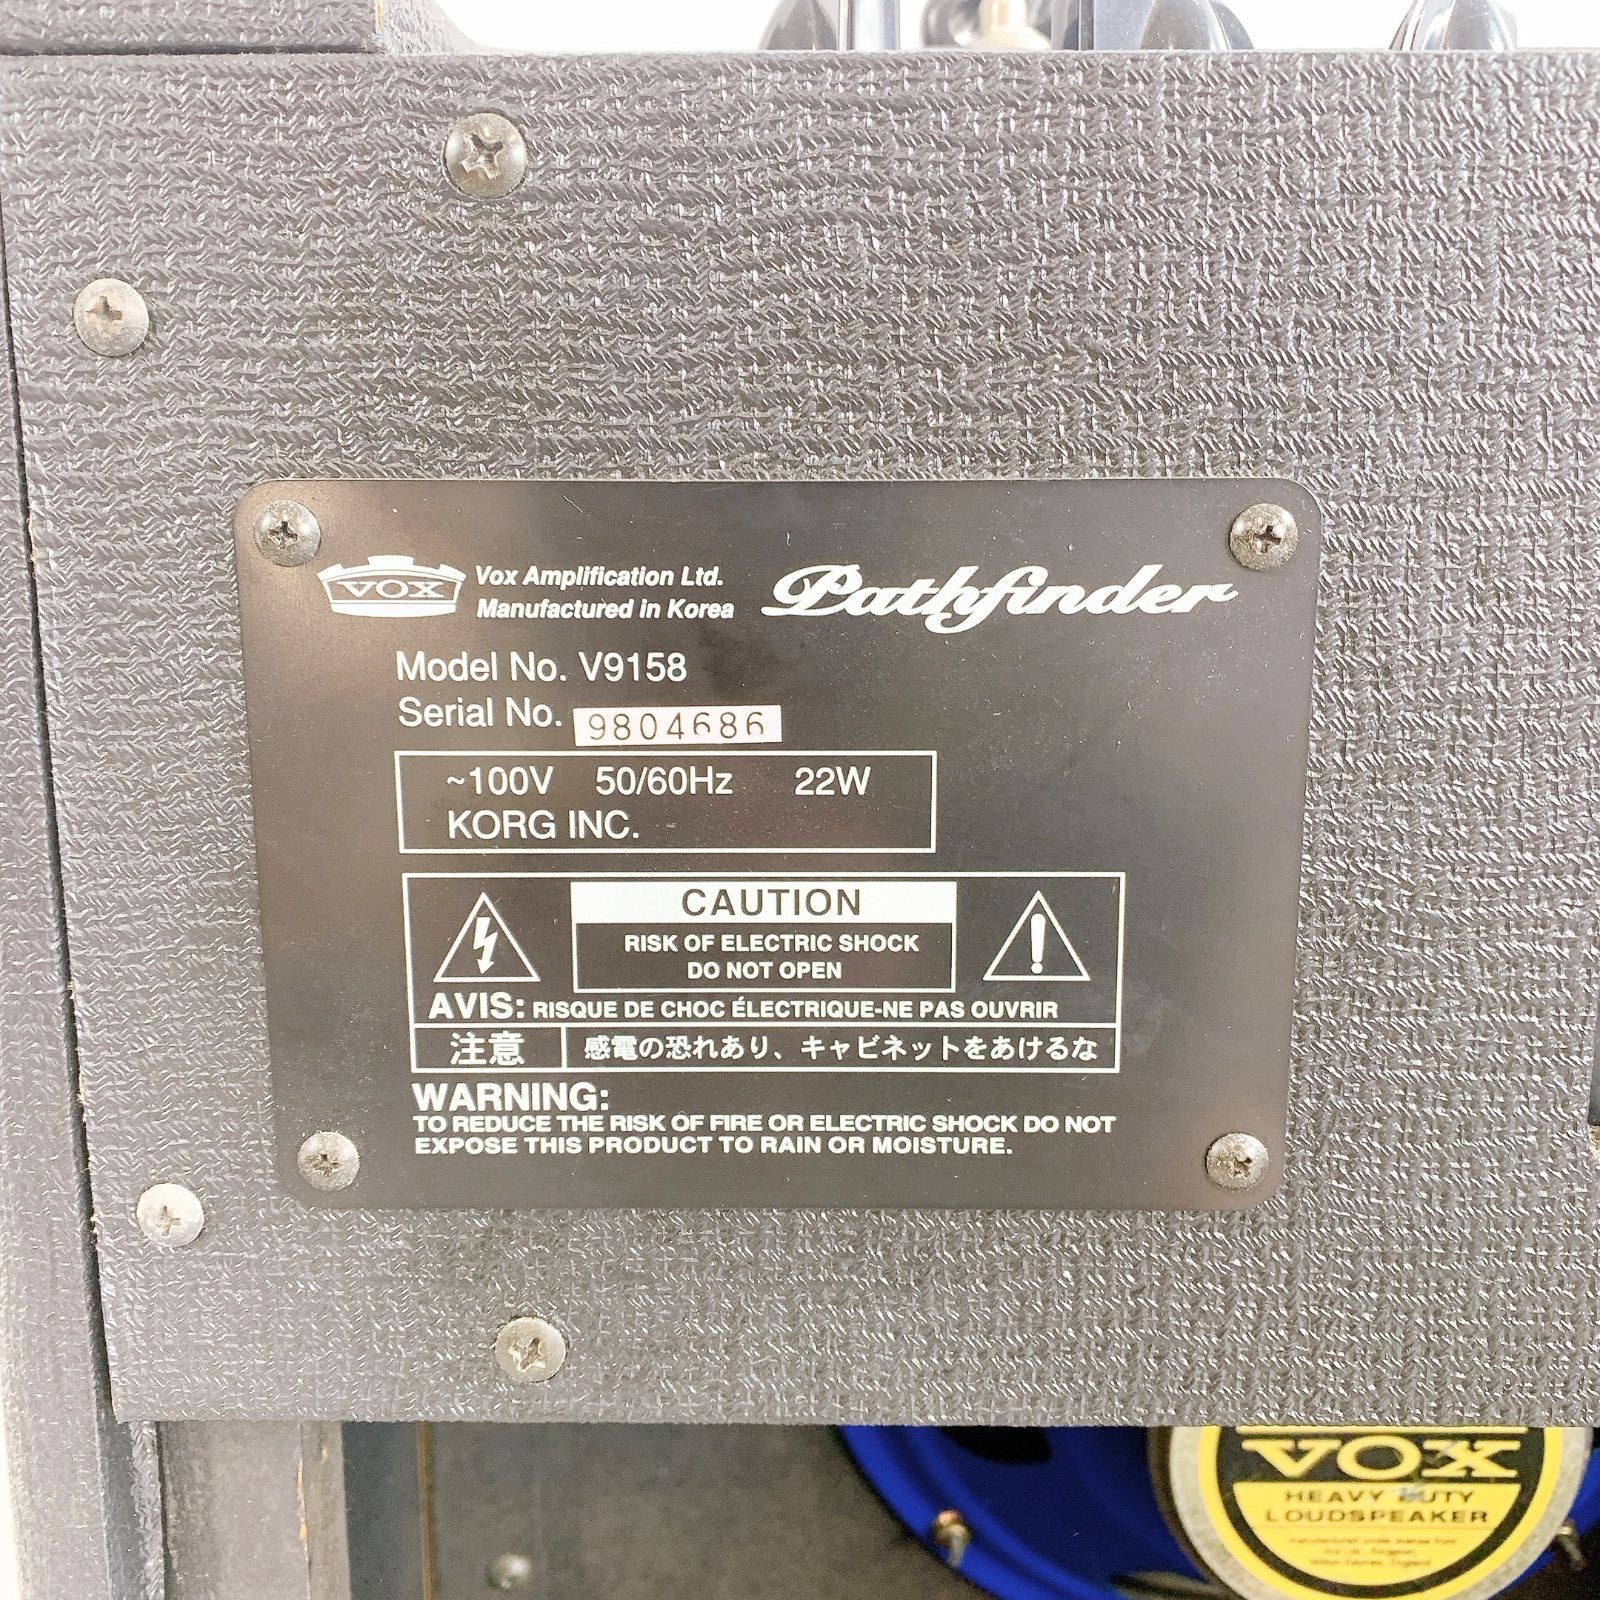 VOX
Vox Amplification Ltd.
Manufactured in Korea
Pathfinder
Model No. V9158
Serial No. 9804686
~100V 50/60Hz 22W
KORG INC.
CAUTION
RISK OF ELECTRIC SHOCK
DO NOT OPEN
AVIS: RISQUE DE CHOC ÉLECTRIQUE-NE PAS OUVRIR
注意 感電の恐れあり、キャビネットをあけるな
WARNING:
TO REDUCE THE RISK OF FIRE OR ELECTRIC SHOCK DO NOT
EXPOSE THIS PRODUCT TO RAIN OR MOISTURE.
VOX
HEAVY DUTY
LOUDSPEAKER